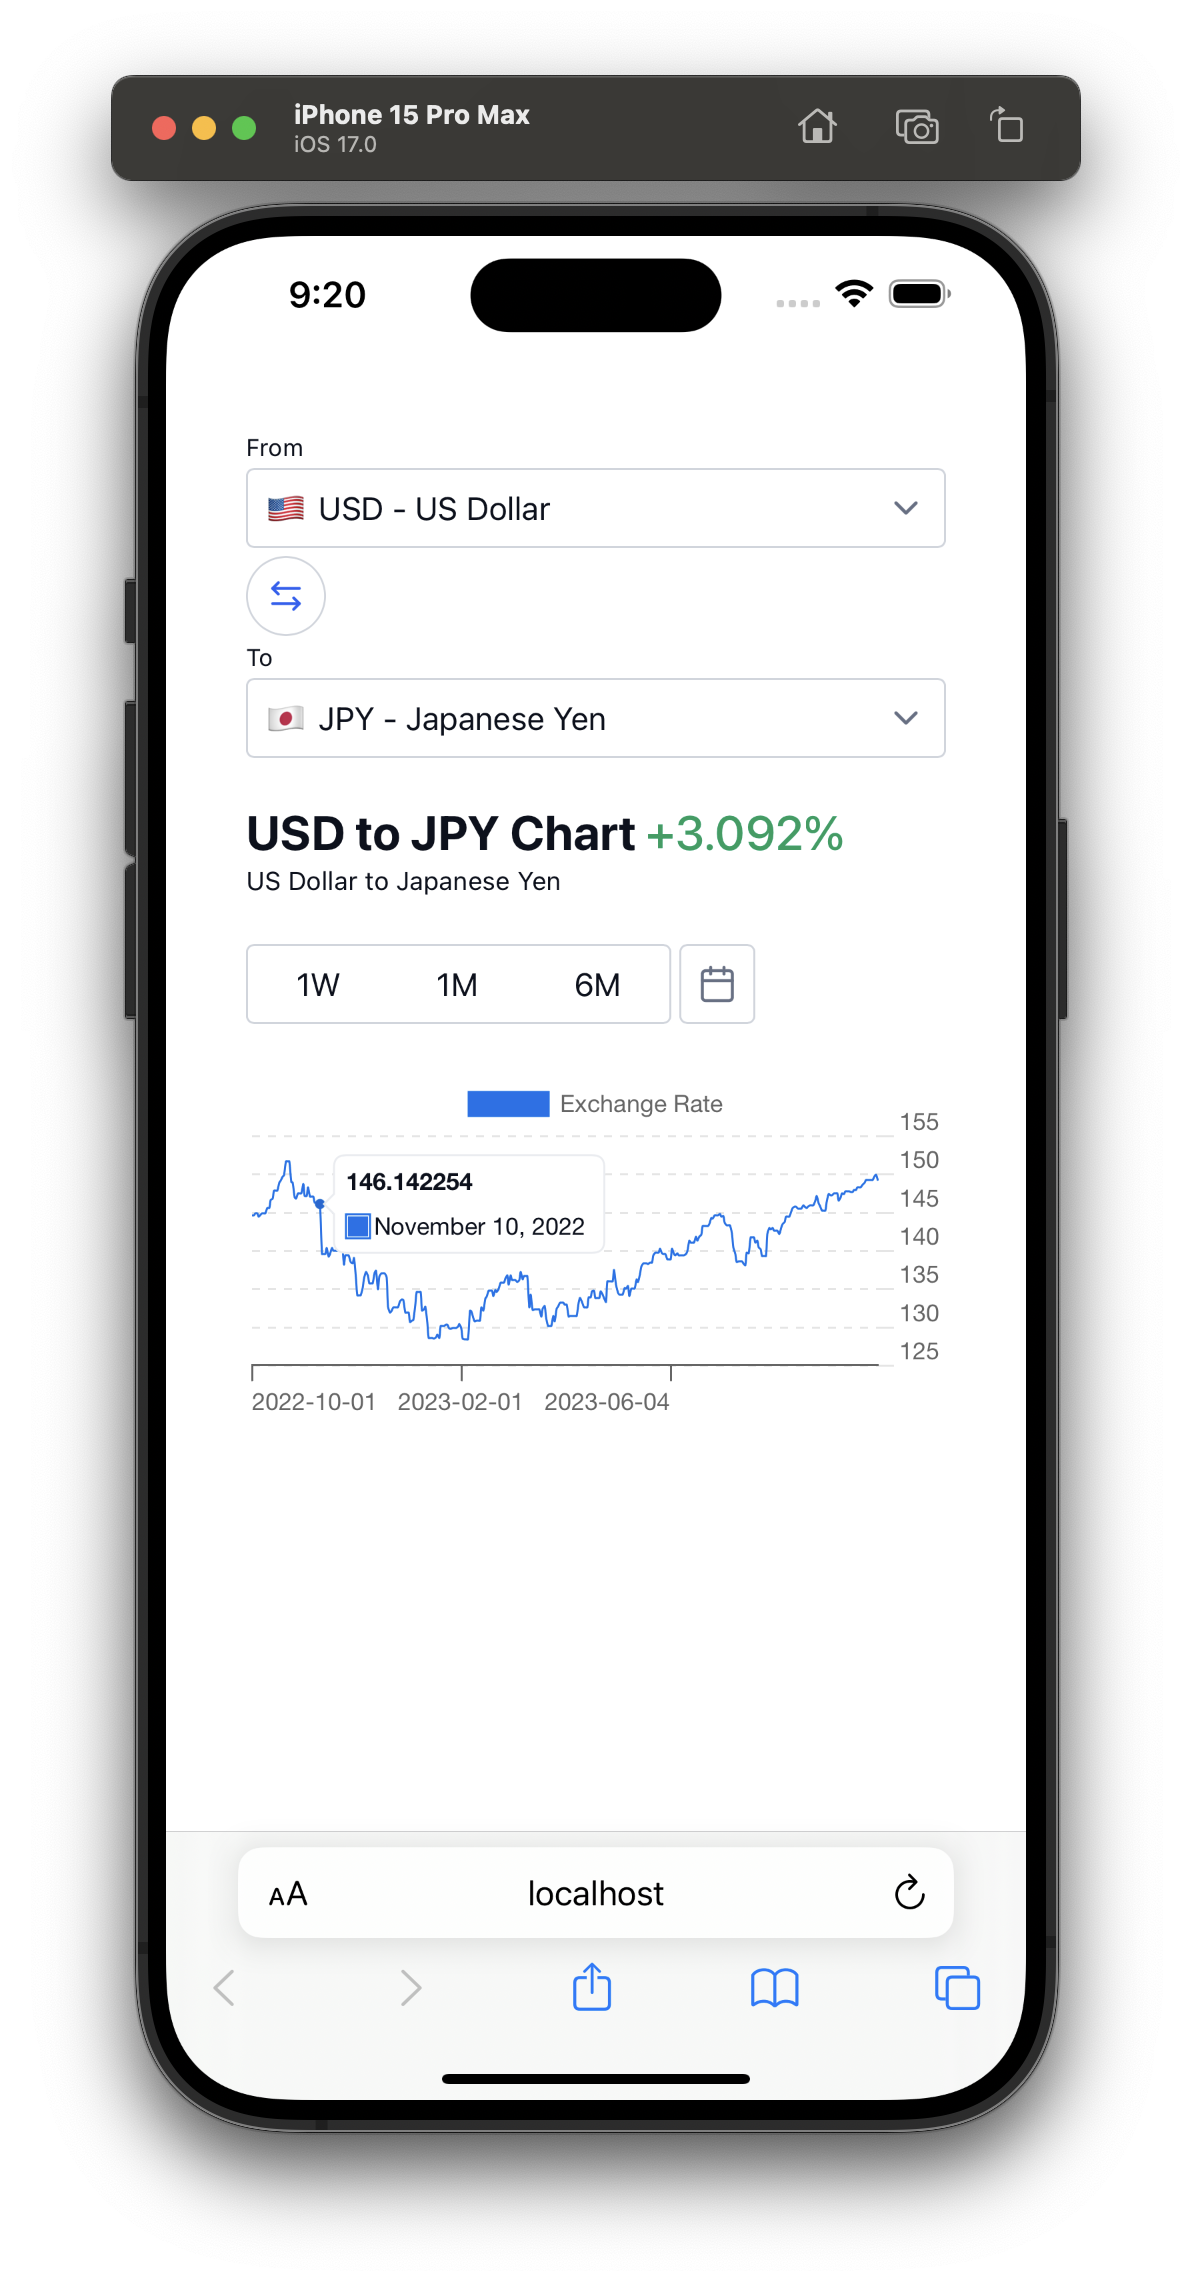 iPhone 15 Pro Max
iOS 17.0
9:20
From
USD - US Dollar
To
JPY - Japanese Yen
USD to JPY Chart +3.092%
US Dollar to Japanese Yen
1W 1M 6M
Exchange Rate
155
150
146.142254
145
November 10, 2022
140
135
130
125
2022-10-01 2023-02-01 2023-06-04
AA localhost